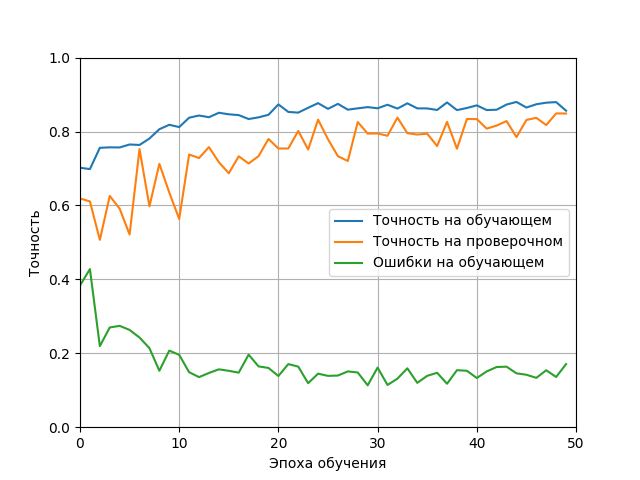 1.0
0.8
0.6
0.4
0.2
0.0
Точность
Точность на обучающем
Точность на проверочном
Ошибки на обучающем
0 10 20 30 40 50
Эпоха обучения